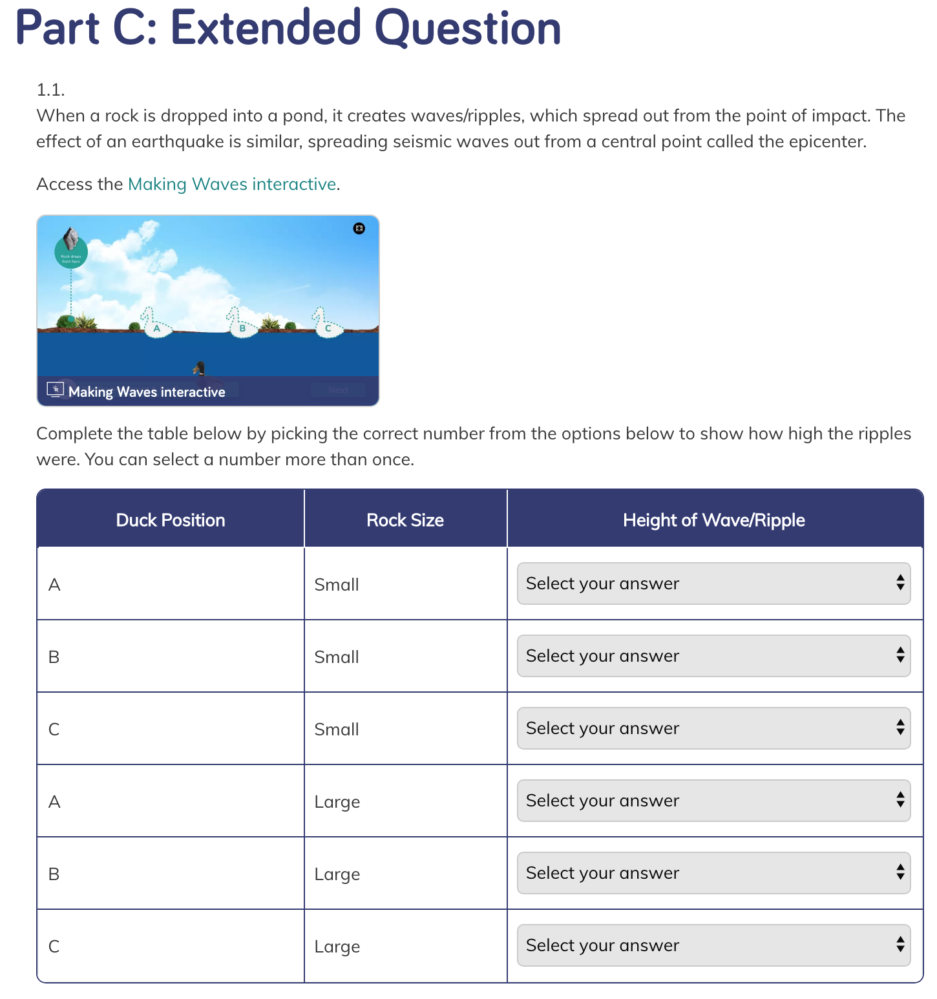 Part C: Extended Question
1.1.
When a rock is dropped into a pond, it creates waves/ripples, which spread out from the point of impact. The
effect of an earthquake is similar, spreading seismic waves out from a central point called the epicenter.
Access the Making Waves interactive.
Rock drops
from here
A B C
Making Waves interactive
Next
Complete the table below by picking the correct number from the options below to show how high the ripples
were. You can select a number more than once.
Duck Position Rock Size Height of Wave/Ripple
A Small Select your answer
B Small Select your answer
C Small Select your answer
A Large Select your answer
B Large Select your answer
C Large Select your answer